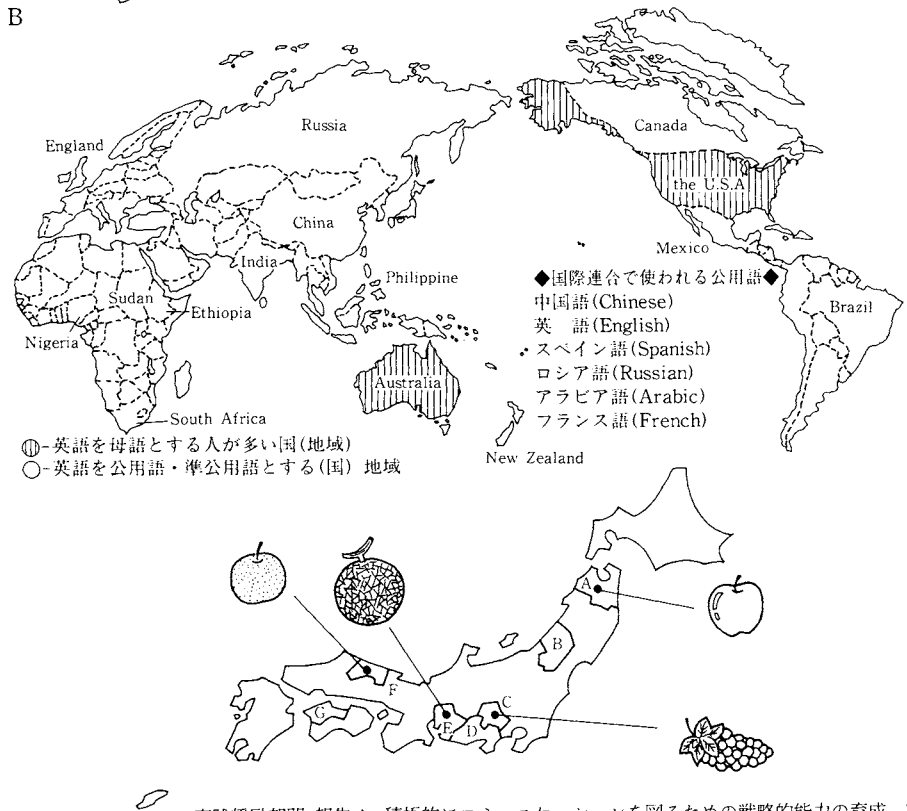 B
Russia
England
Canada
the U.S.A
China
Mexico
India
Philippine
Sudan
Ethiopia
Nigeria
Brazil
Australia
South Africa
New Zealand
◆国際連合で使われる公用語◆
中国語(Chinese)
英　語(English)
スペイン語(Spanish)
ロシア語(Russian)
アラビア語(Arabic)
フランス語(French)
-英語を母語とする人が多い国(地域)
-英語を公用語・準公用語とする(国) 地域
A
B
C
D
E
F
G